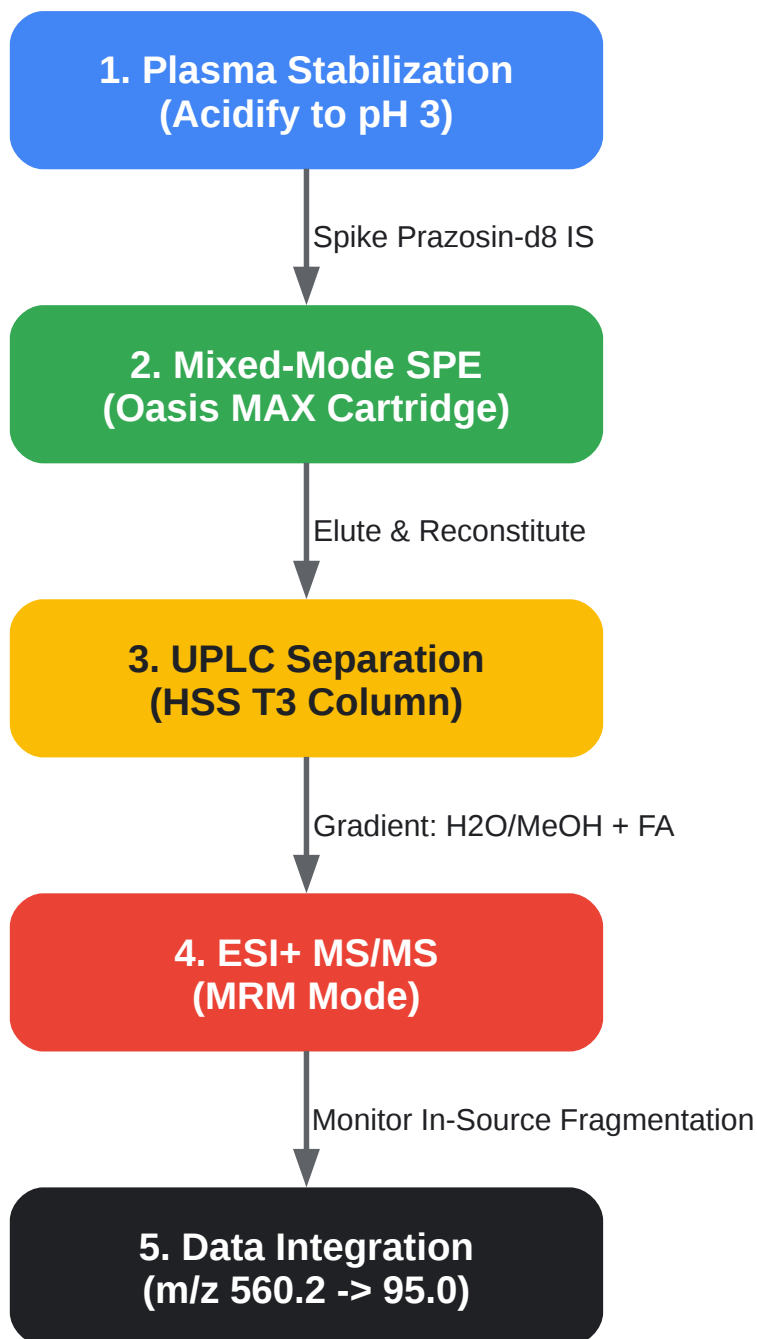 1. Plasma Stabilization
(Acidify to pH 3)
Spike Prazosin-d8 IS
2. Mixed-Mode SPE
(Oasis MAX Cartridge)
Elute & Reconstitute
3. UPLC Separation
(HSS T3 Column)
Gradient: H2O/MeOH + FA
4. ESI+ MS/MS
(MRM Mode)
Monitor In-Source Fragmentation
5. Data Integration
(m/z 560.2 -> 95.0)